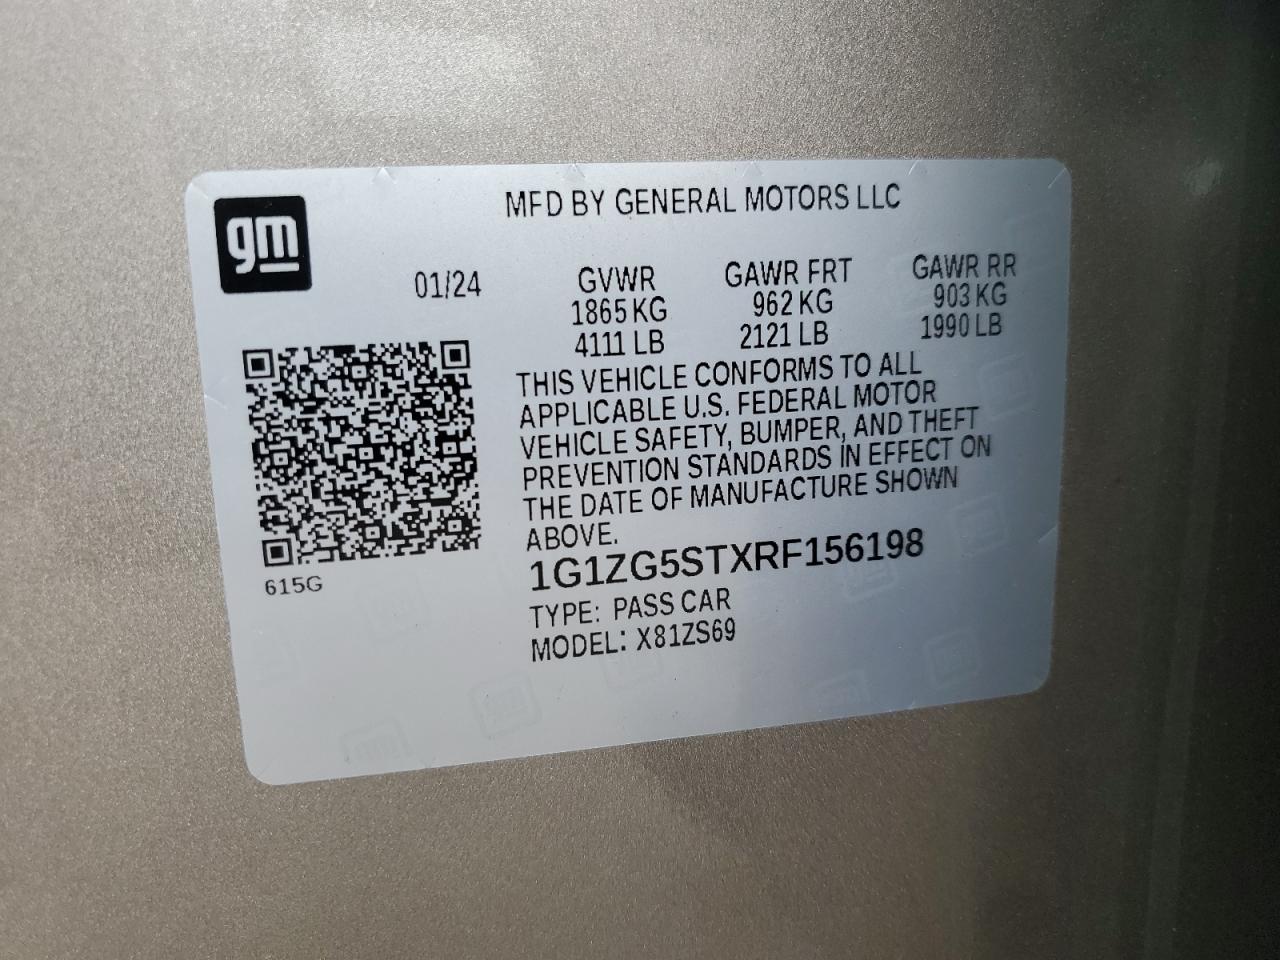 gm
MFD BY GENERAL MOTORS LLC
01/24
GVWR
1865 KG
4111 LB
GAWR FRT
962 KG
2121 LB
GAWR RR
903 KG
1990 LB
THIS VEHICLE CONFORMS TO ALL
APPLICABLE U.S. FEDERAL MOTOR
VEHICLE SAFETY, BUMPER, AND THEFT
PREVENTION STANDARDS IN EFFECT ON
THE DATE OF MANUFACTURE SHOWN
ABOVE.
1G1ZG5STXRF156198
TYPE: PASS CAR
MODEL: X81ZS69
615G